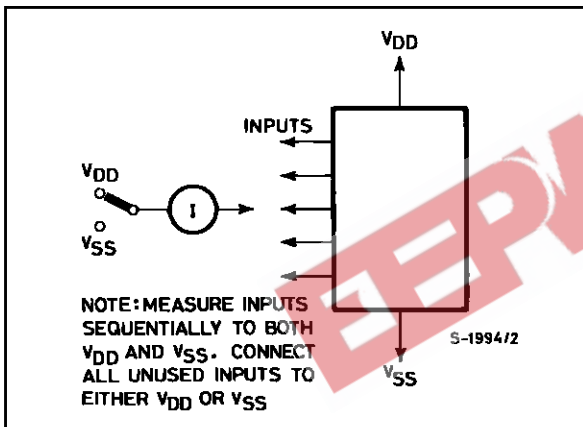 VDD
INPUTS
VDD
I
VSS
NOTE: MEASURE INPUTS
SEQUENTIALLY TO BOTH
VDD AND VSS. CONNECT
ALL UNUSED INPUTS TO
EITHER VDD OR VSS
S-1994/2
VSS
EEPW